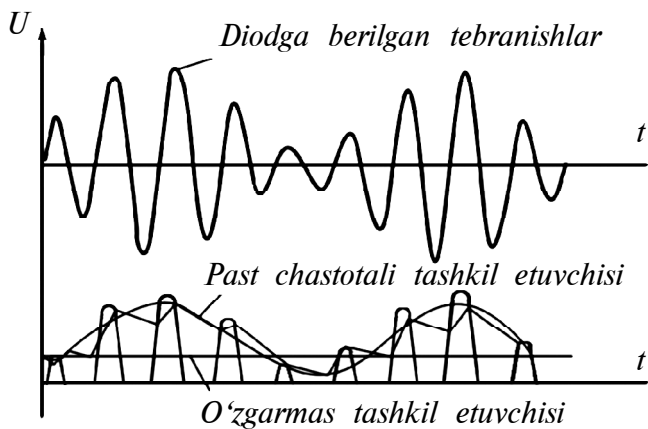 U
Diodga berilgan tebranishlar
t
Past chastotali tashkil etuvchisi
t
O‘zgarmas tashkil etuvchisi